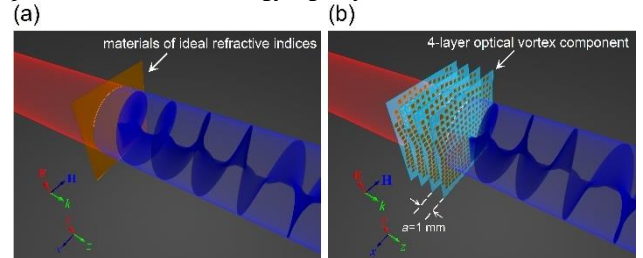 (a)
materials of ideal refractive indices
H
k
z
(b)
4-layer optical vortex component
a=1 mm
H
k
x
z